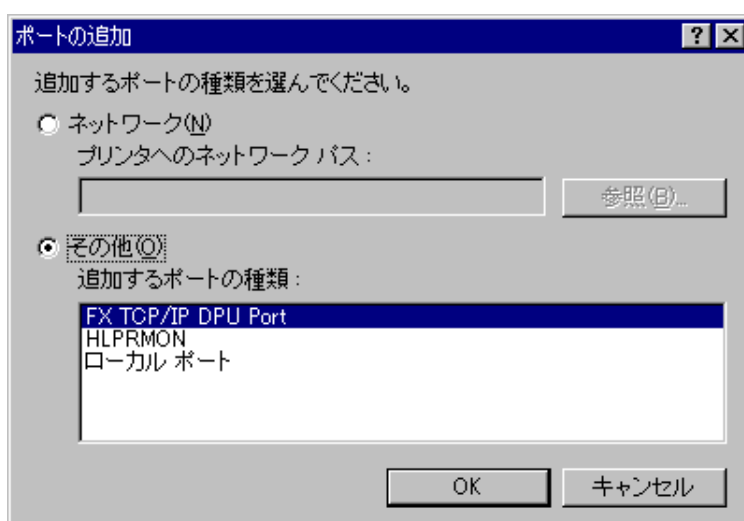 ポートの追加
追加するポートの種類を選んでください。
ネットワーク(N)
プリンタへのネットワーク パス :
参照(B)...
その他(O)
追加するポートの種類 :
FX TCP/IP DPU Port
HLPRMON
ローカル ポート
OK キャンセル